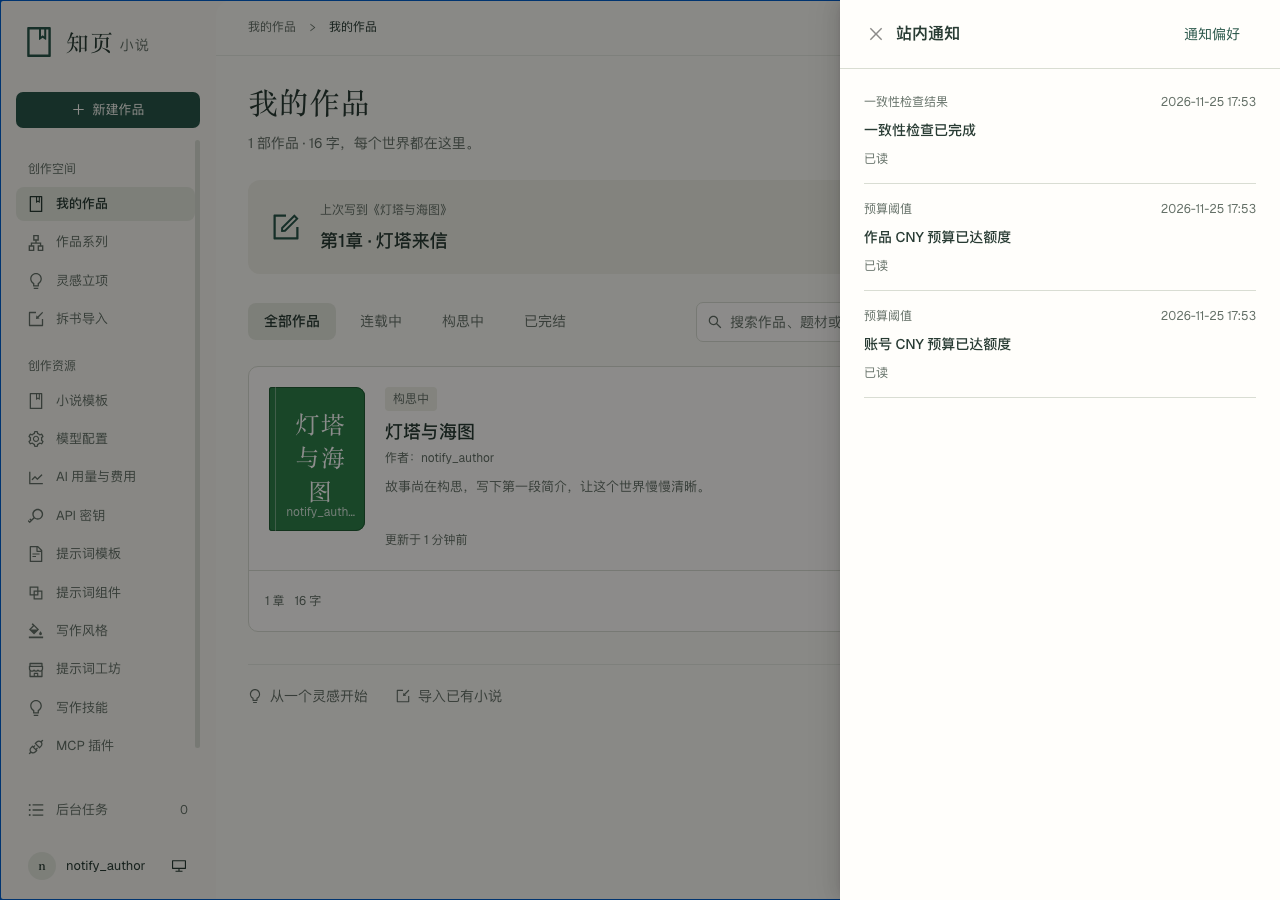 知页 小说
新建作品
创作空间
我的作品
作品系列
灵感立项
拆书导入
创作资源
小说模板
模型配置
AI 用量与费用
API 密钥
提示词模板
提示词组件
写作风格
提示词工坊
写作技能
MCP 插件
后台任务 0
n notify_author
我的作品 > 我的作品
我的作品
1 部作品 · 16 字，每个世界都在这里。
上次写到《灯塔与海图》
第1章 · 灯塔来信
全部作品 连载中 构思中 已完结
搜索作品、题材或
灯塔
与海
图
notify_auth...
构思中
灯塔与海图
作者：notify_author
故事尚在构思，写下第一段简介，让这个世界慢慢清晰。
更新于 1 分钟前
1 章 16 字
从一个灵感开始 导入已有小说
站内通知 通知偏好
一致性检查结果 2026-11-25 17:53
一致性检查已完成
已读
预算阈值 2026-11-25 17:53
作品 CNY 预算已达额度
已读
预算阈值 2026-11-25 17:53
账号 CNY 预算已达额度
已读